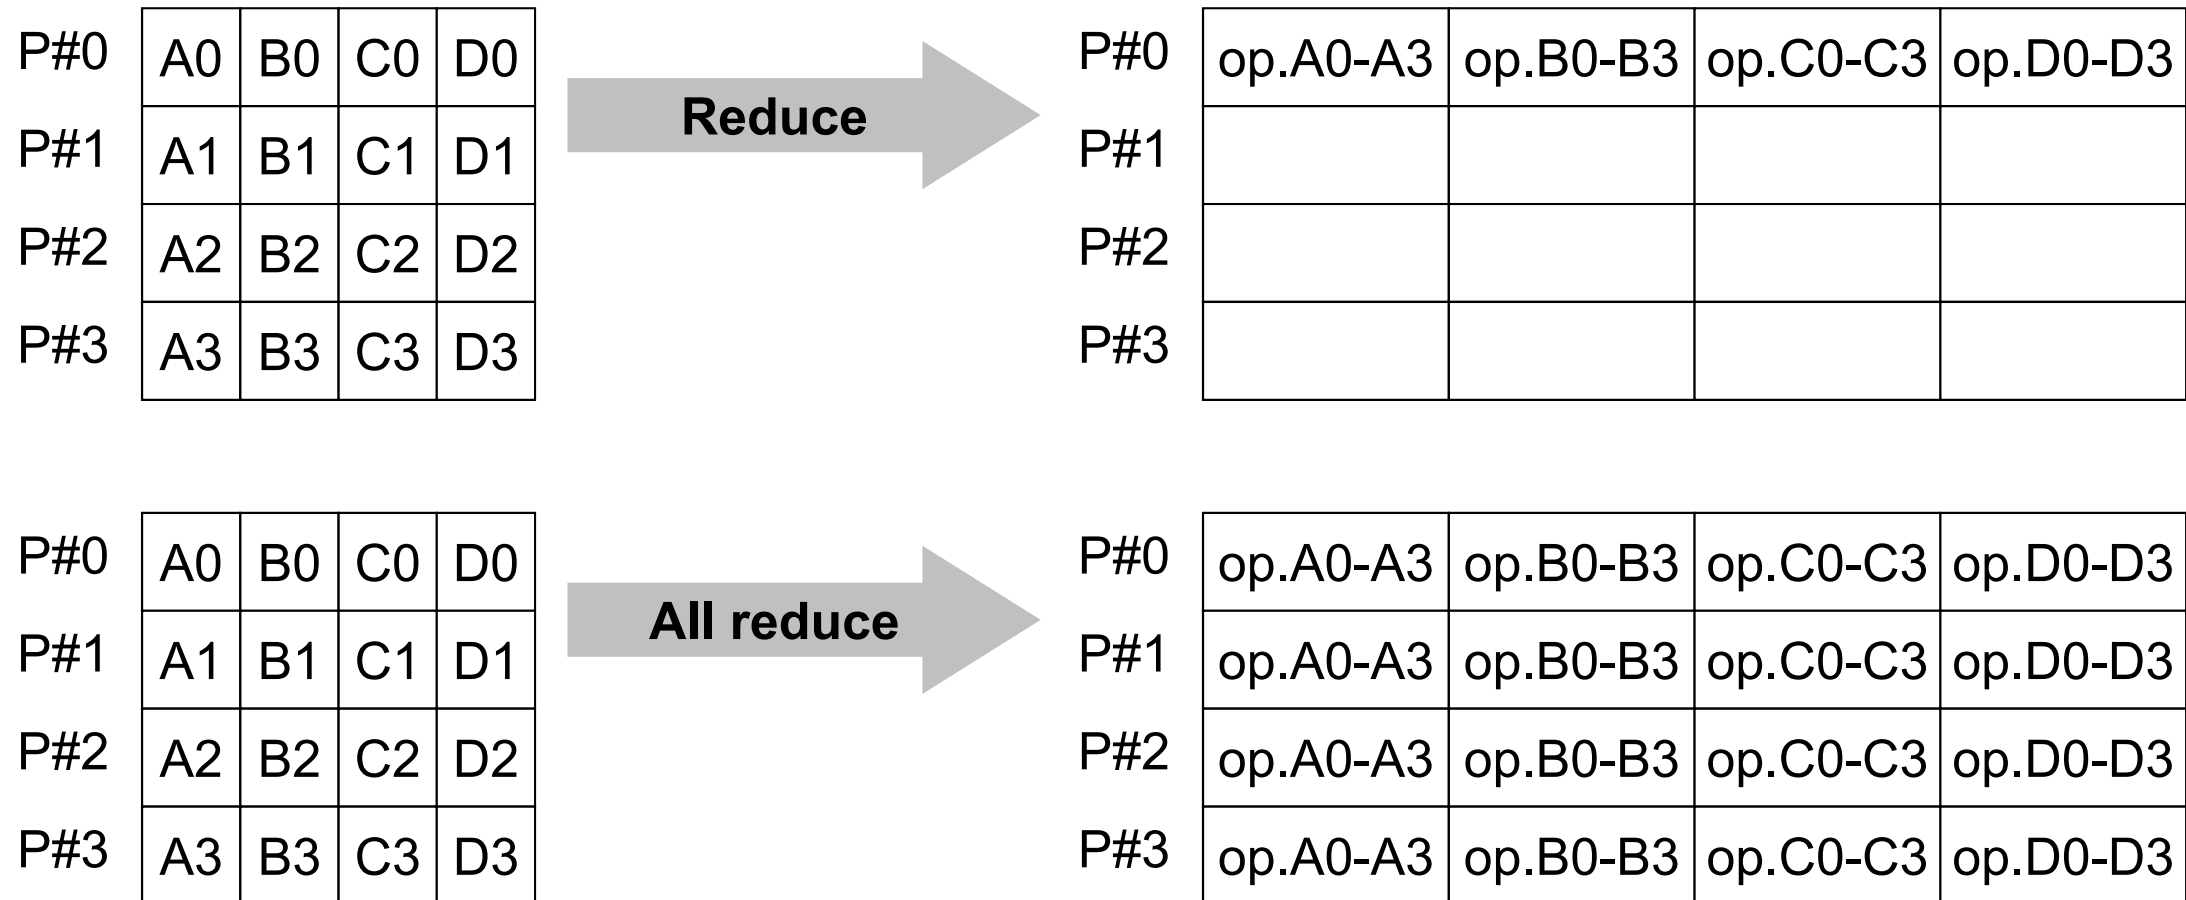 P#0 A0 B0 C0 D0 Reduce P#0 op.A0-A3 op.B0-B3 op.C0-C3 op.D0-D3
P#1 A1 B1 C1 D1 P#1
P#2 A2 B2 C2 D2 P#2
P#3 A3 B3 C3 D3 P#3
P#0 A0 B0 C0 D0 All reduce P#0 op.A0-A3 op.B0-B3 op.C0-C3 op.D0-D3
P#1 A1 B1 C1 D1 P#1 op.A0-A3 op.B0-B3 op.C0-C3 op.D0-D3
P#2 A2 B2 C2 D2 P#2 op.A0-A3 op.B0-B3 op.C0-C3 op.D0-D3
P#3 A3 B3 C3 D3 P#3 op.A0-A3 op.B0-B3 op.C0-C3 op.D0-D3